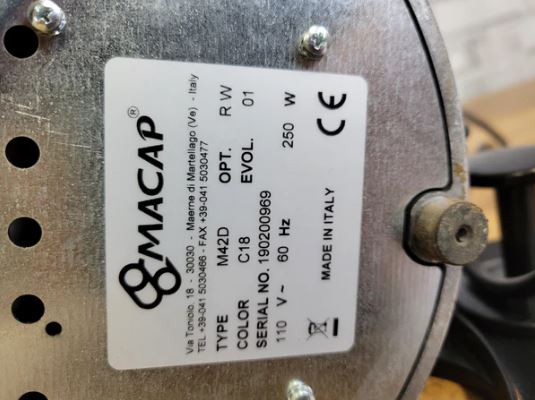 MACAP®
Via Toniolo, 18 - 30030 - Maerne di Martellago (Ve) - Italy
TEL +39-041 5030466 - FAX +39-041 5030477
TYPE M42D OPT. R W
COLOR C18 EVOL. 01
SERIAL NO. 190200969
110 V ~ 60 Hz 250 W
MADE IN ITALY CE